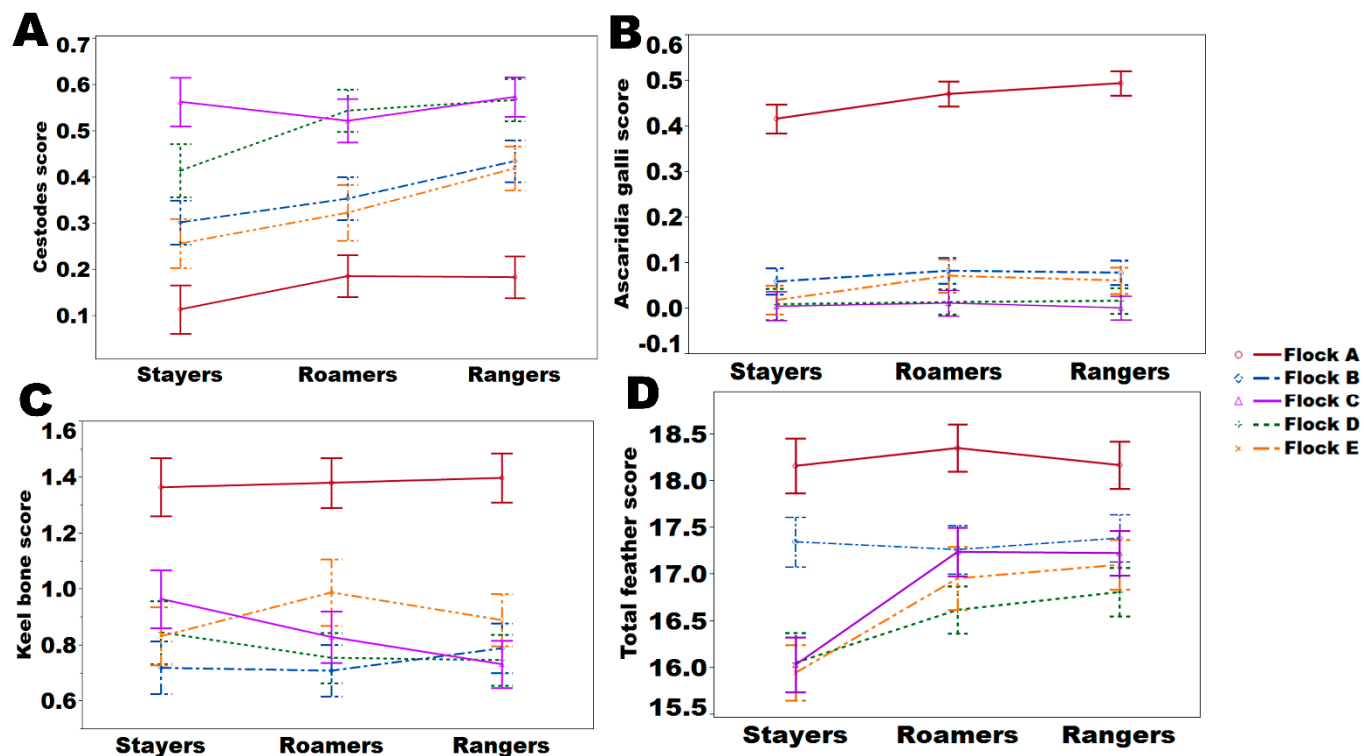 A
Cestodes score
0.7
0.6
0.5
0.4
0.3
0.2
0.1
Stayers Roamers Rangers
B
Ascaridia galli score
0.6
0.5
0.4
0.3
0.2
0.1
0.0
-0.1
Stayers Roamers Rangers
Flock A
Flock B
Flock C
Flock D
Flock E
C
Keel bone score
1.6
1.4
1.2
1.0
0.8
0.6
Stayers Roamers Rangers
D
Total feather score
18.5
18.0
17.5
17.0
16.5
16.0
15.5
Stayers Roamers Rangers